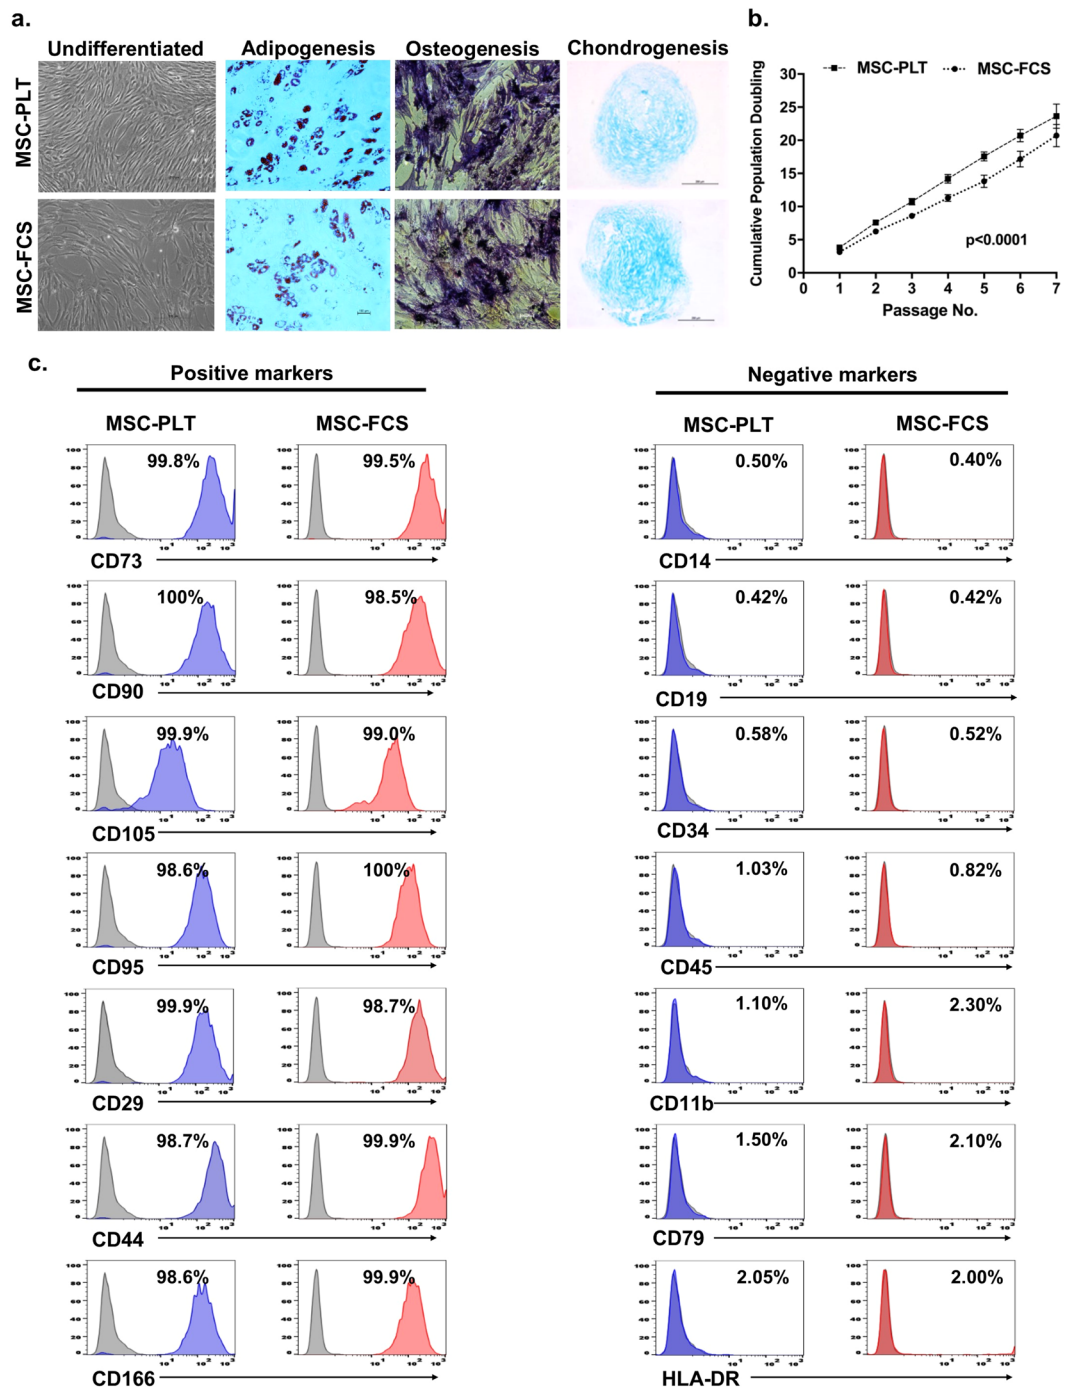 a.
Undifferentiated Adipogenesis Osteogenesis Chondrogenesis
MSC-PLT
MSC-FCS
b.
MSC-PLT MSC-FCS
Cumulative Population Doubling
30
25
20
15
10
5
0
p<0.0001
0 1 2 3 4 5 6 7
Passage No.
c.
Positive markers
MSC-PLT MSC-FCS
99.8% 99.5%
CD73
100% 98.5%
CD90
99.9% 99.0%
CD105
98.6% 100%
CD95
99.9% 98.7%
CD29
98.7% 99.9%
CD44
98.6% 99.9%
CD166
Negative markers
MSC-PLT MSC-FCS
0.50% 0.40%
CD14
0.42% 0.42%
CD19
0.58% 0.52%
CD34
1.03% 0.82%
CD45
1.10% 2.30%
CD11b
1.50% 2.10%
CD79
2.05% 2.00%
HLA-DR